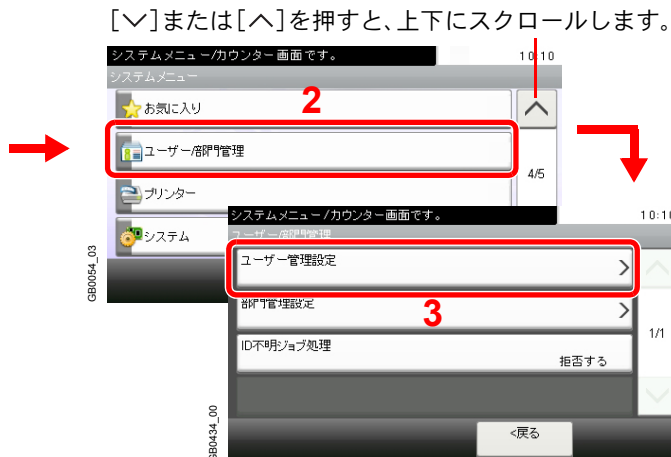 [∨]または[∧]を押すと、上下にスクロールします。
システムメニュー/カウンター画面です。
10:10
システムメニュー
お気に入り
2
ユーザー/部門管理
4/5
プリンター
システム
GB0054_03
システムメニュー/カウンター画面です。
10:10
ユーザー/部門管理
ユーザー管理設定
部門管理設定
3
1/1
ID不明ジョブ処理
拒否する
<戻る
GB0434_00